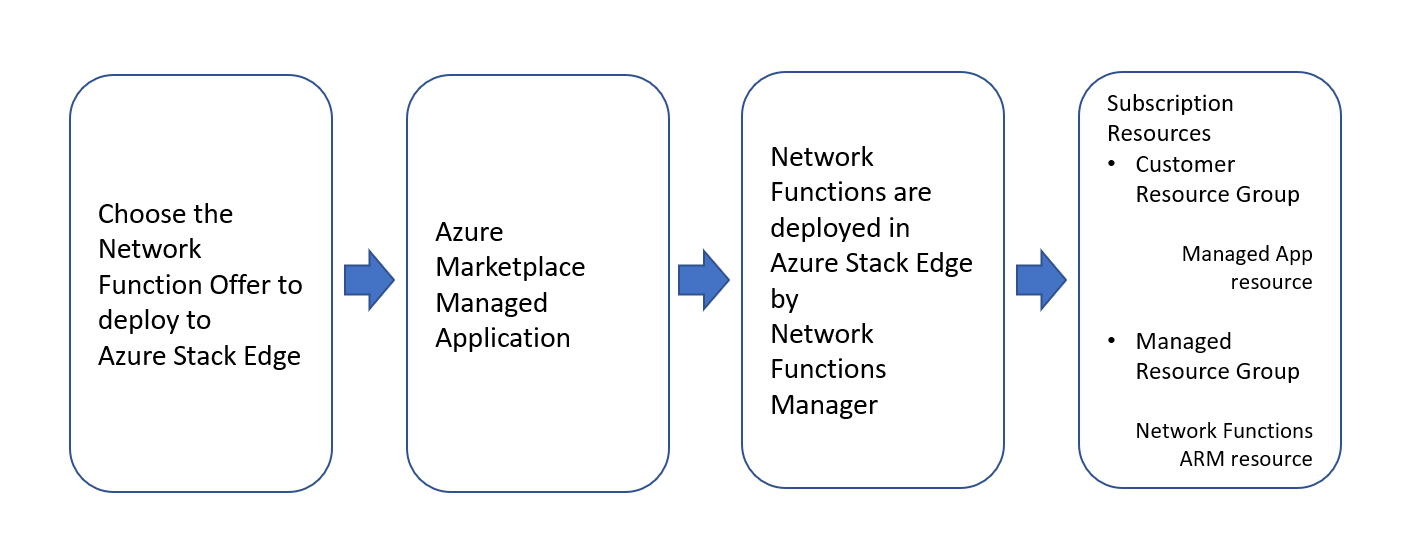 Choose the
Network
Function Offer to
deploy to
Azure Stack Edge
Azure
Marketplace
Managed
Application
Network
Functions are
deployed in
Azure Stack Edge
by
Network
Functions
Manager
Subscription
Resources
• Customer
Resource Group
Managed App
resource
• Managed
Resource Group
Network Functions
ARM resource